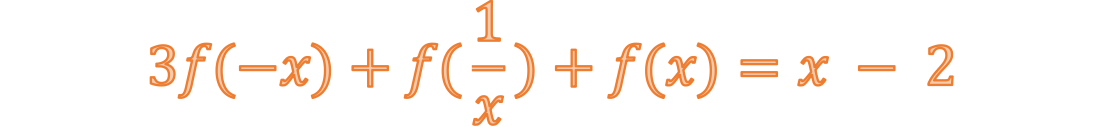 3f(−x) + f(1/x) + f(x) = x − 2